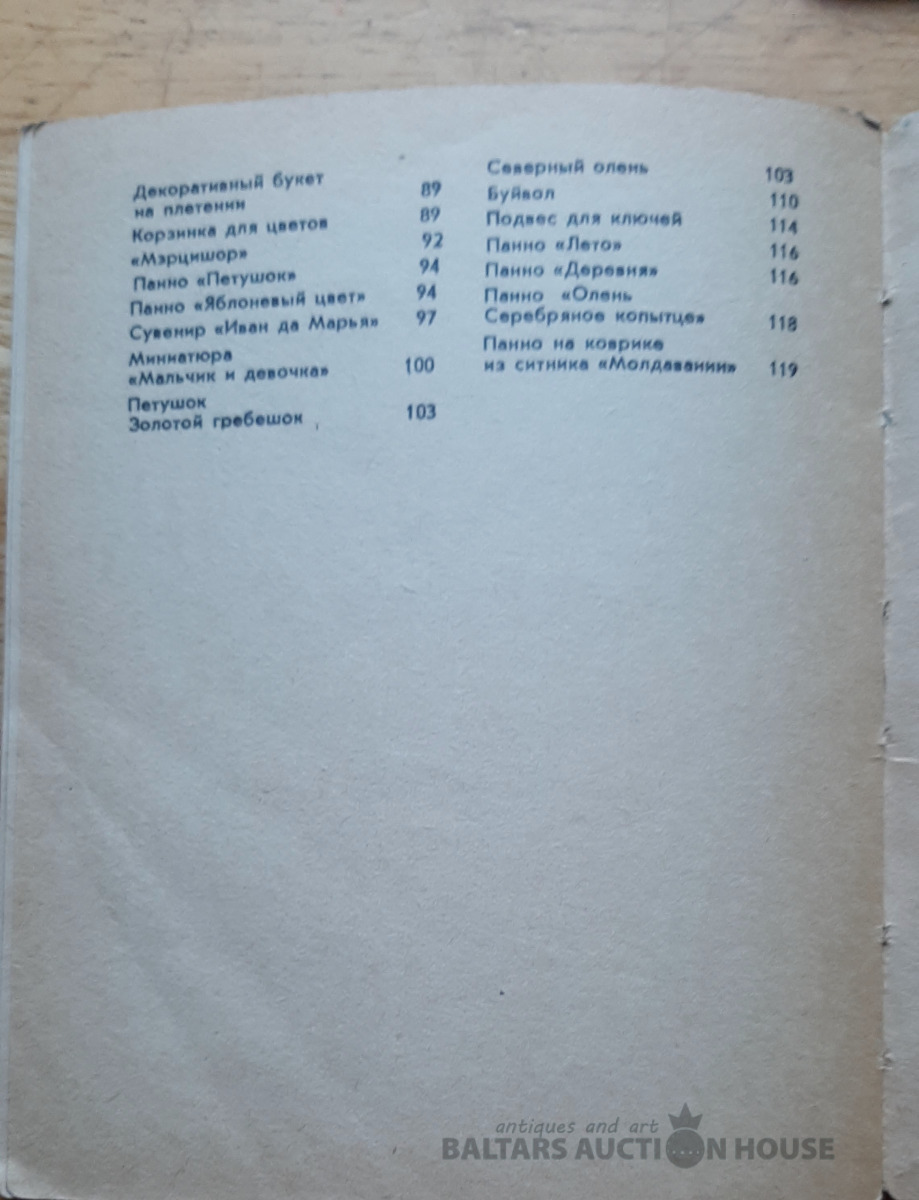 Декоративный букет
на плетении 89
Корзинка для цветов 89
«Мэрцишор» 92
Панно «Петушок» 94
Панно «Яблоневый цвет» 94
Сувенир «Иван да Марья» 97
Миниатюра
«Мальчик и девочка» 100
Петушок
Золотой гребешок 103
Северный олень 103
Буйвол 110
Подвес для ключей 114
Панно «Лето» 116
Панно «Деревня» 116
Панно «Олень
Серебряное копытце» 118
Панно на коврике
из ситника «Молдавании» 119
antiques and art
BALTARS AUCTION HOUSE